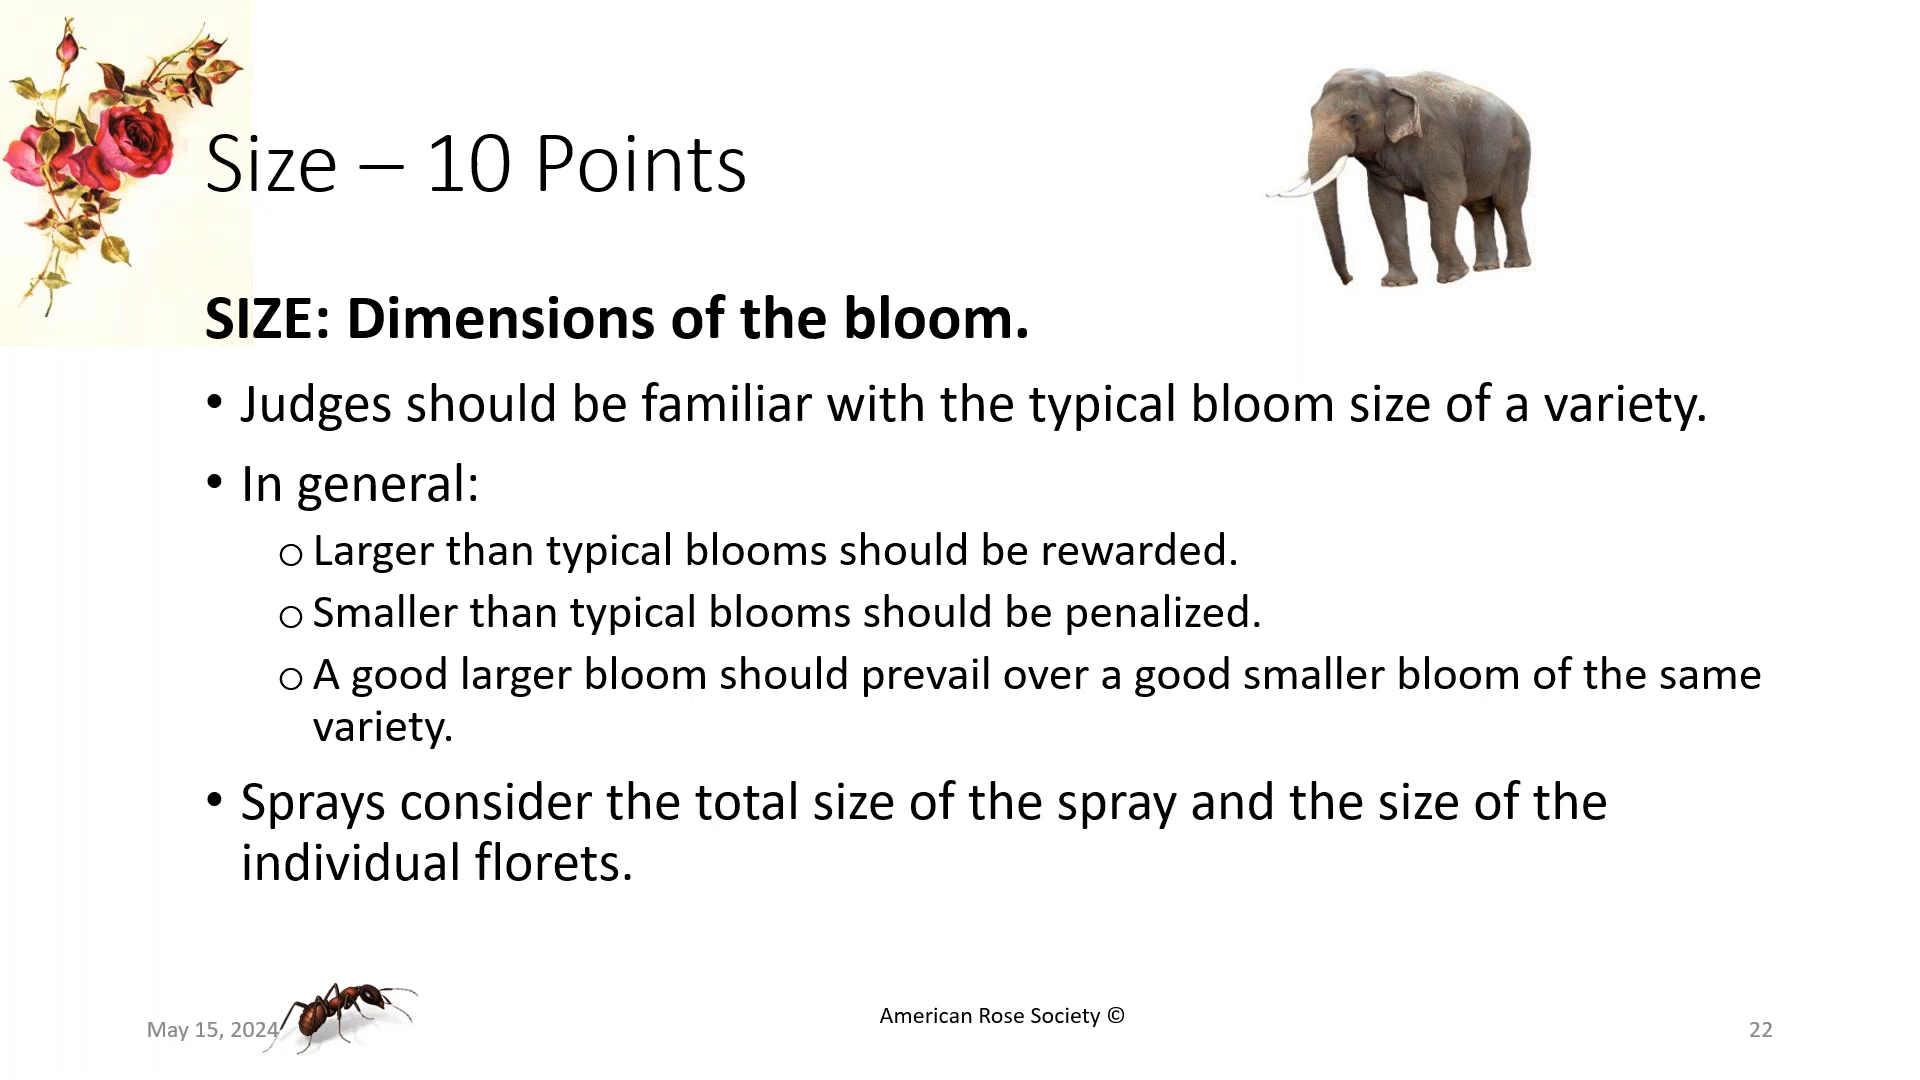 Size – 10 Points
SIZE: Dimensions of the bloom.
• Judges should be familiar with the typical bloom size of a variety.
• In general:
o Larger than typical blooms should be rewarded.
o Smaller than typical blooms should be penalized.
o A good larger bloom should prevail over a good smaller bloom of the same
variety.
• Sprays consider the total size of the spray and the size of the
individual florets.
May 15, 2024
American Rose Society ©
22